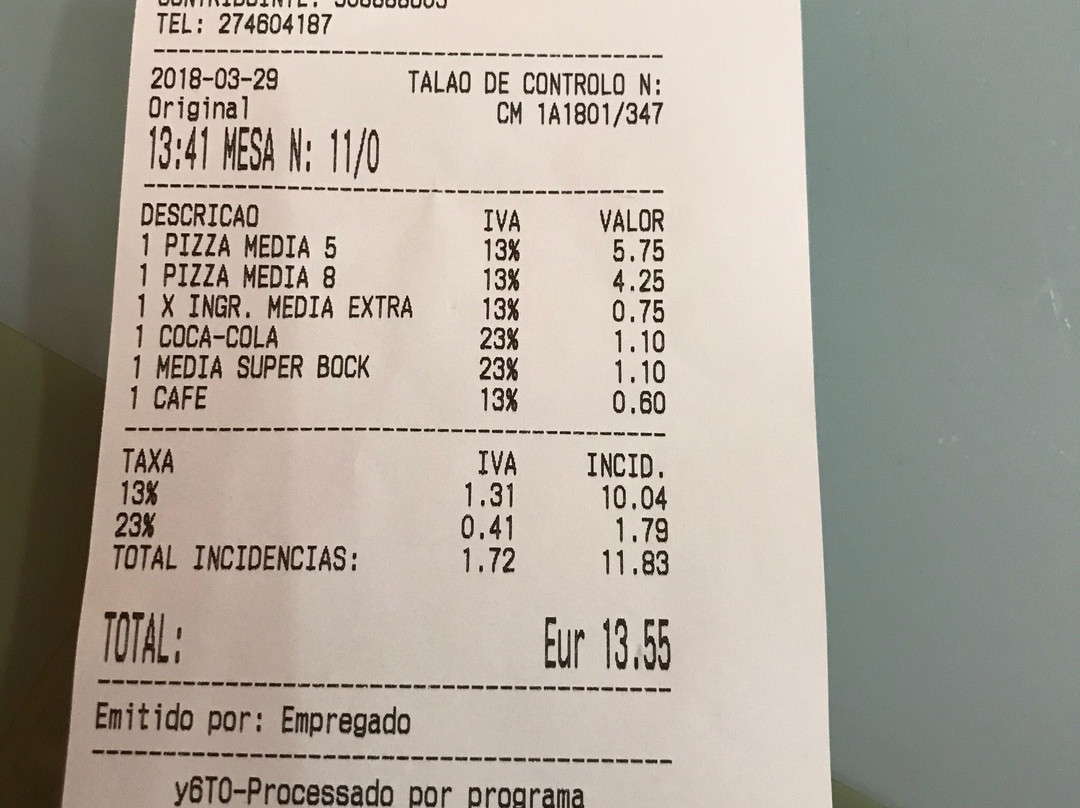 TEL: 274604187
2018-03-29 TALAO DE CONTROLO N:
Original CM 1A1801/347
13:41 MESA N: 11/0
DESCRICAO IVA VALOR
1 PIZZA MEDIA 5 13% 5.75
1 PIZZA MEDIA 8 13% 4.25
1 X INGR. MEDIA EXTRA 13% 0.75
1 COCA-COLA 23% 1.10
1 MEDIA SUPER BOCK 23% 1.10
1 CAFE 13% 0.60
TAXA IVA INCID.
13% 1.31 10.04
23% 0.41 1.79
TOTAL INCIDENCIAS: 1.72 11.83
TOTAL: Eur 13.55
Emitido por: Empregado
y6TO-Processado por programa